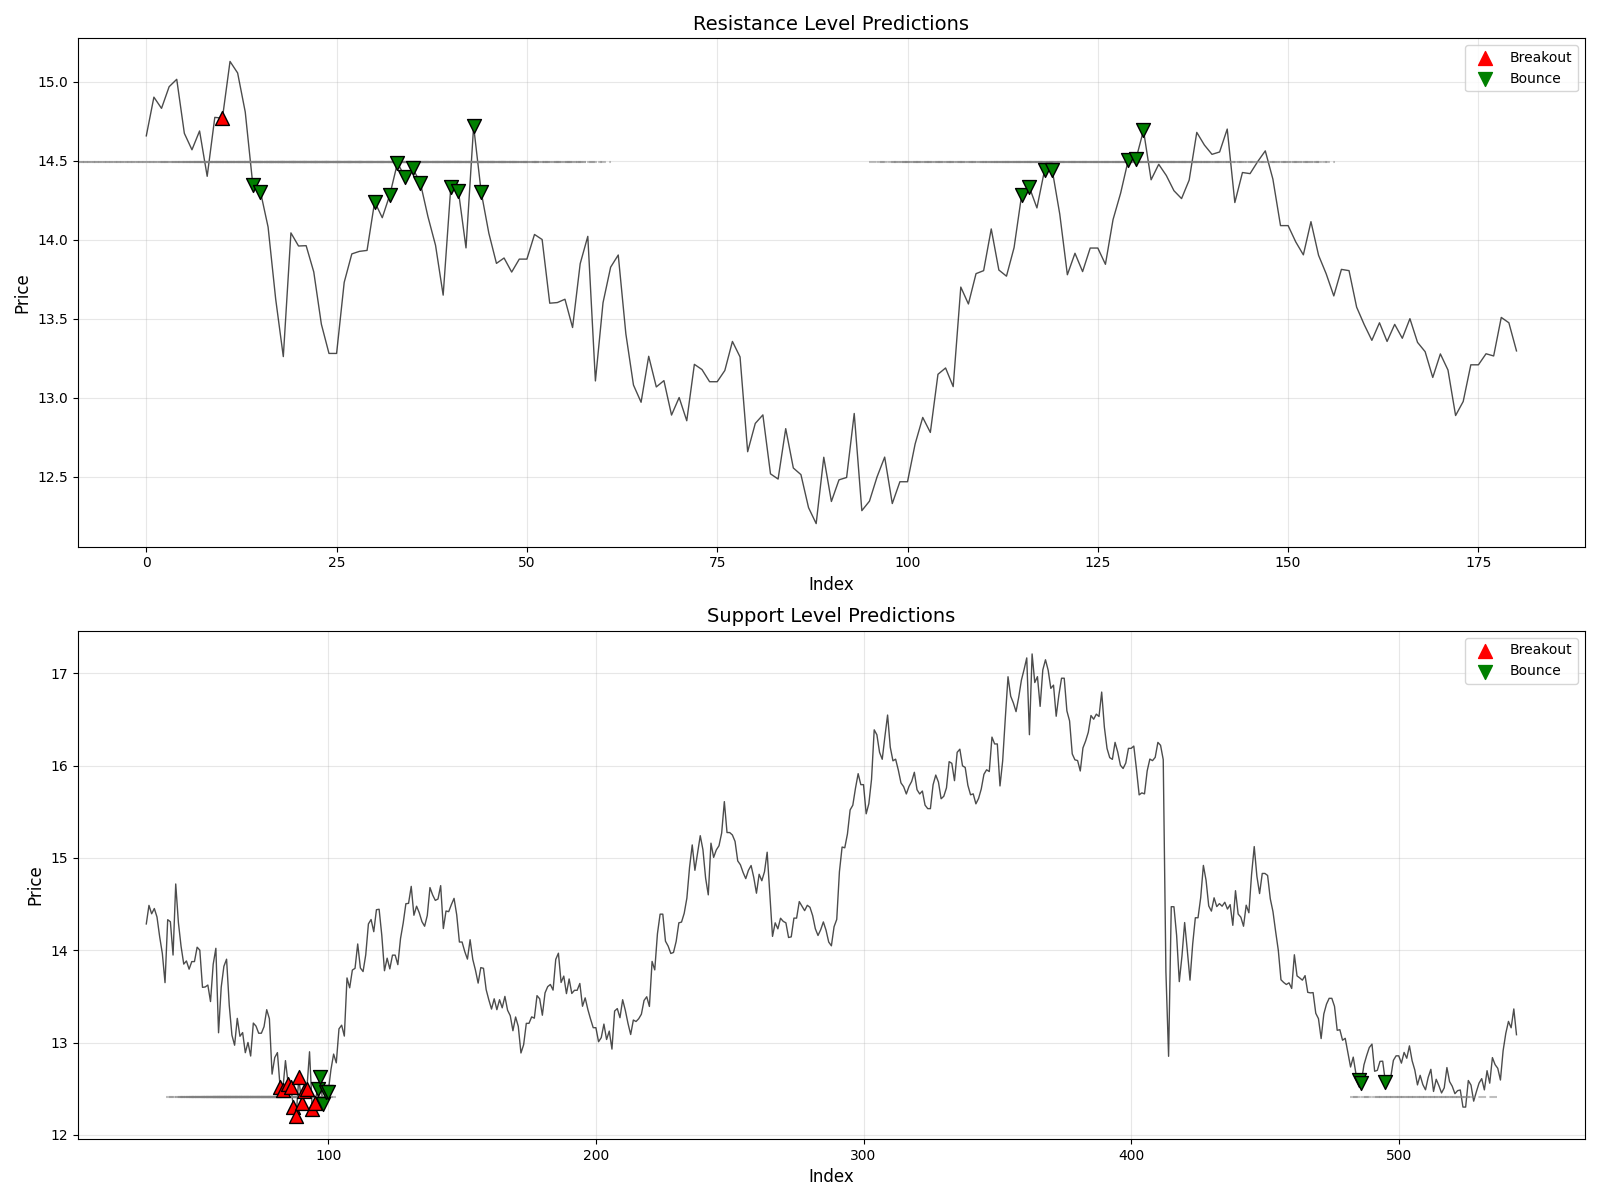 Resistance Level Predictions
Breakout
Bounce
15.0
14.5
14.0
13.5
13.0
12.5
Price
0 25 50 75 100 125 150 175
Index
Support Level Predictions
Breakout
Bounce
17
16
15
14
13
12
Price
100 200 300 400 500
Index